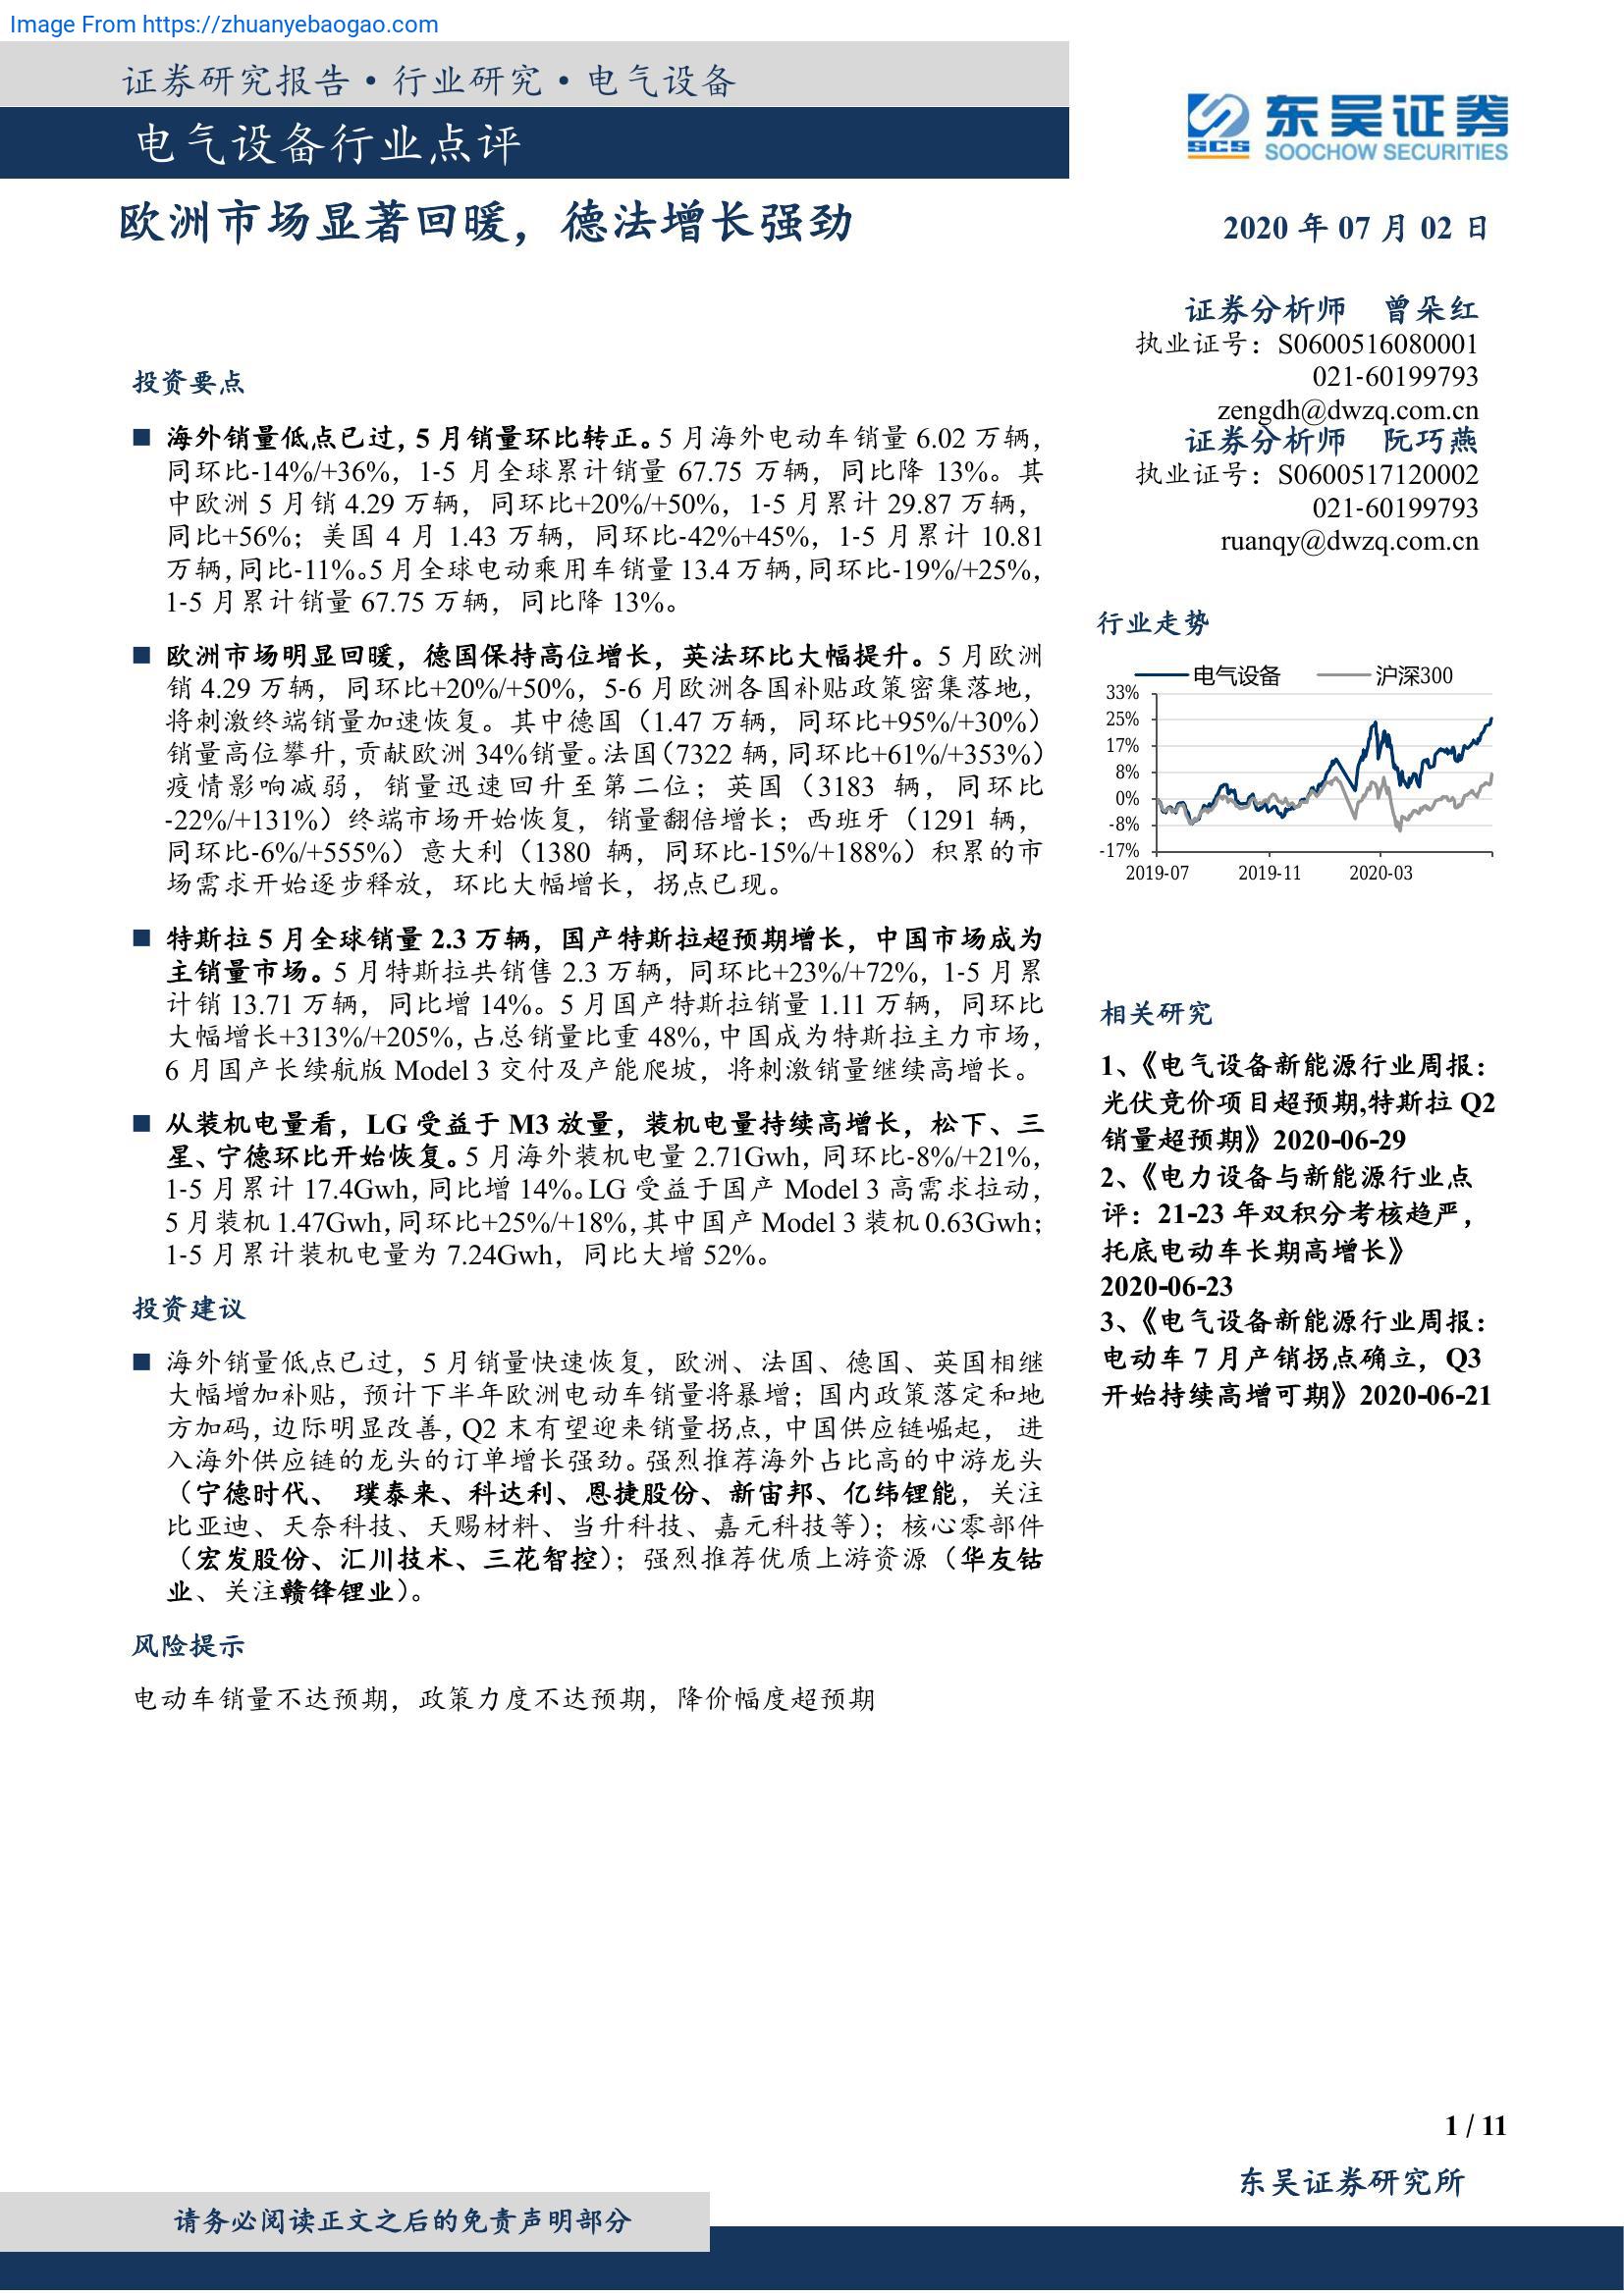 Image From https://zhuanyebaogao.com
证券研究报告·行业研究·电气设备
电气设备行业点评
东吴证券
SCS
SOOCHOW SECURITIES
欧洲市场显著回暖，德法增长强劲
2020 年 07 月 02 日
证券分析师 曾朵红
执业证号：S0600516080001
021-60199793
zengdh@dwzq.com.cn
证券分析师 阮巧燕
执业证号：S0600517120002
021-60199793
ruanqy@dwzq.com.cn
投资要点
■ 海外销量低点已过，5 月销量环比转正。5 月海外电动车销量 6.02 万辆，
同环比-14%/+36%，1-5 月全球累计销量 67.75 万辆，同比降 13%。其
中欧洲 5 月销 4.29 万辆，同环比+20%/+50%，1-5 月累计 29.87 万辆，
同比+56%；美国 4 月 1.43 万辆，同环比-42%+45%，1-5 月累计 10.81
万辆，同比-11%。5 月全球电动乘用车销量 13.4 万辆，同环比-19%/+25%，
1-5 月累计销量 67.75 万辆，同比降 13%。
■ 欧洲市场明显回暖，德国保持高位增长，英法环比大幅提升。5 月欧洲
销 4.29 万辆，同环比+20%/+50%，5-6 月欧洲各国补贴政策密集落地，
将刺激终端销量加速恢复。其中德国（1.47 万辆，同环比+95%/+30%）
销量高位攀升，贡献欧洲 34%销量。法国（7322 辆，同环比+61%/+353%）
疫情影响减弱，销量迅速回升至第二位；英国（3183 辆，同环比
-22%/+131%）终端市场开始恢复，销量翻倍增长；西班牙（1291 辆，
同环比-6%/+555%）意大利（1380 辆，同环比-15%/+188%）积累的市
场需求开始逐步释放，环比大幅增长，拐点已现。
■ 特斯拉 5 月全球销量 2.3 万辆，国产特斯拉超预期增长，中国市场成为
主销量市场。5 月特斯拉共销售 2.3 万辆，同环比+23%/+72%，1-5 月累
计销 13.71 万辆，同比增 14%。5 月国产特斯拉销量 1.11 万辆，同环比
大幅增长+313%/+205%，占总销量比重 48%，中国成为特斯拉主力市场，
6 月国产长续航版 Model 3 交付及产能爬坡，将刺激销量继续高增长。
■ 从装机电量看，LG 受益于 M3 放量，装机电量持续高增长，松下、三
星、宁德环比开始恢复。5 月海外装机电量 2.71Gwh，同环比-8%/+21%，
1-5 月累计 17.4Gwh，同比增 14%。LG 受益于国产 Model 3 高需求拉动，
5 月装机 1.47Gwh，同环比+25%/+18%，其中国产 Model 3 装机 0.63Gwh；
1-5 月累计装机电量为 7.24Gwh，同比大增 52%。
投资建议
■ 海外销量低点已过，5 月销量快速恢复，欧洲、法国、德国、英国相继
大幅增加补贴，预计下半年欧洲电动车销量将暴增；国内政策落定和地
方加码，边际明显改善，Q2 末有望迎来销量拐点，中国供应链崛起， 进
入海外供应链的龙头的订单增长强劲。强烈推荐海外占比高的中游龙头
（宁德时代、 璞泰来、科达利、恩捷股份、新宙邦、亿纬锂能，关注
比亚迪、天奈科技、天赐材料、当升科技、嘉元科技等）；核心零部件
（宏发股份、汇川技术、三花智控）；强烈推荐优质上游资源（华友钴
业、关注赣锋锂业）。
风险提示
电动车销量不达预期，政策力度不达预期，降价幅度超预期
行业走势
电气设备 沪深300
33%
25%
17%
8%
0%
-8%
-17%
2019-07 2019-11 2020-03
相关研究
1、《电气设备新能源行业周报：
光伏竞价项目超预期,特斯拉 Q2
销量超预期》2020-06-29
2、《电力设备与新能源行业点
评：21-23 年双积分考核趋严，
托底电动车长期高增长》
2020-06-23
3、《电气设备新能源行业周报：
电动车 7 月产销拐点确立，Q3
开始持续高增可期》2020-06-21
1 / 11
东吴证券研究所
请务必阅读正文之后的免责声明部分